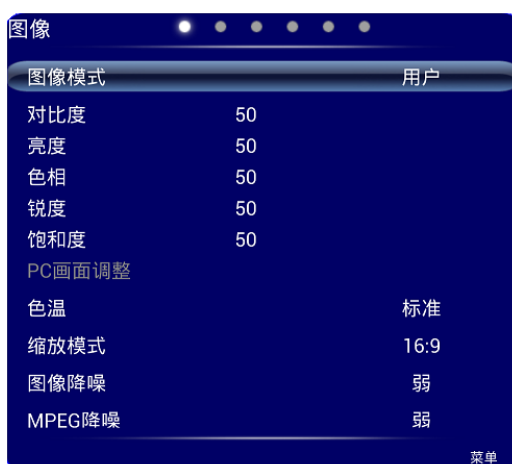 图像
图像模式 用户
对比度 50
亮度 50
色相 50
锐度 50
饱和度 50
PC画面调整
色温 标准
缩放模式 16:9
图像降噪 弱
MPEG降噪 弱
菜单